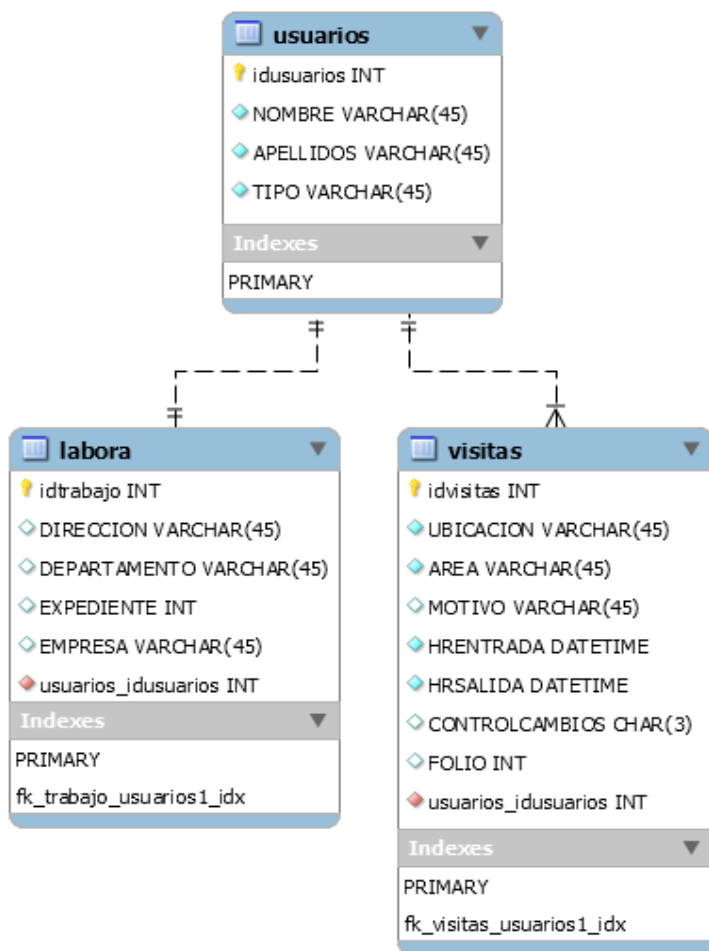 usuarios
idusuarios INT
NOMBRE VARCHAR(45)
APELLIDOS VARCHAR(45)
TIPO VARCHAR(45)
Indexes
PRIMARY
labora
idtrabajo INT
DIRECCION VARCHAR(45)
DEPARTAMENTO VARCHAR(45)
EXPEDIENTE INT
EMPRESA VARCHAR(45)
usuarios_idusuarios INT
Indexes
PRIMARY
fk_trabajo_usuarios1_idx
visitas
idvisitas INT
UBICACION VARCHAR(45)
AREA VARCHAR(45)
MOTIVO VARCHAR(45)
HRENTRADA DATETIME
HRSALIDA DATETIME
CONTROLCAMBIOS CHAR(3)
FOLIO INT
usuarios_idusuarios INT
Indexes
PRIMARY
fk_visitas_usuarios1_idx